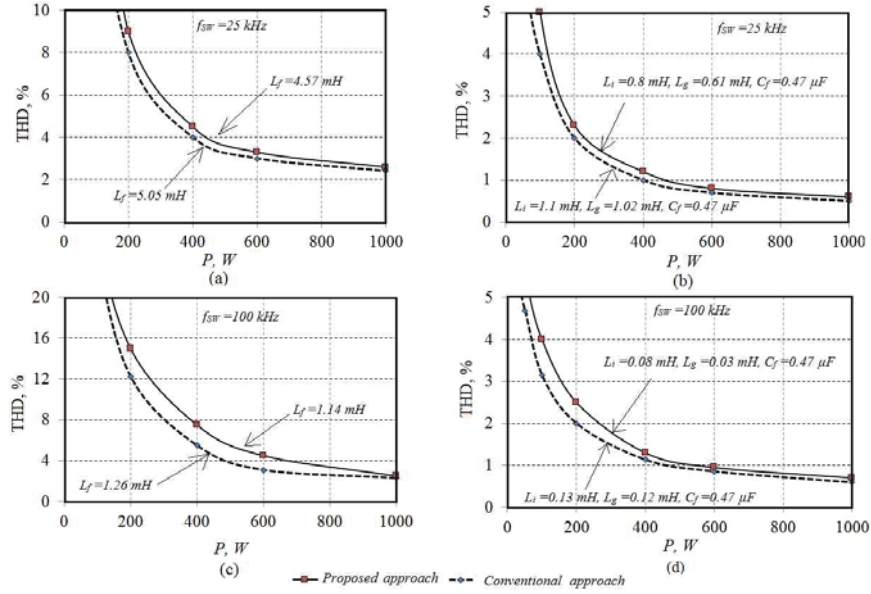 10
8
6
4
2
0
THD, %
fSW =25 kHz
Lf =4.57 mH
Lf =5.05 mH
0 200 400 600 800 1000
P, W
(a)
5
4
3
2
1
0
THD, %
fSW =25 kHz
Li =0.8 mH, Lg =0.61 mH, Cf =0.47 μF
Li =1.1 mH, Lg =1.02 mH, Cf =0.47 μF
0 200 400 600 800 1000
P, W
(b)
20
16
12
8
4
0
THD, %
fSW =100 kHz
Lf =1.14 mH
Lf =1.26 mH
0 200 400 600 800 1000
P, W
(c)
5
4
3
2
1
0
THD, %
fSW =100 kHz
Li =0.08 mH, Lg =0.03 mH, Cf =0.47 μF
Li =0.13 mH, Lg =0.12 mH, Cf =0.47 μF
0 200 400 600 800 1000
P, W
(d)
Proposed approach
Conventional approach